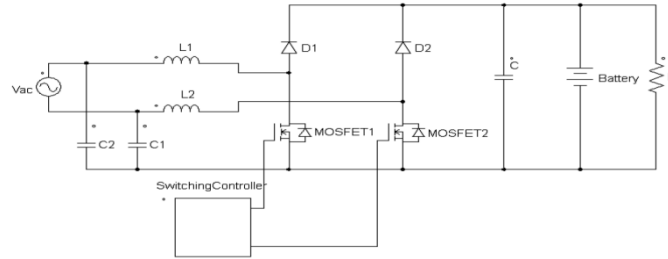 L1
D1
D2
C
Vac
L2
Battery
MOSFET1
MOSFET2
C2
C1
SwitchingController